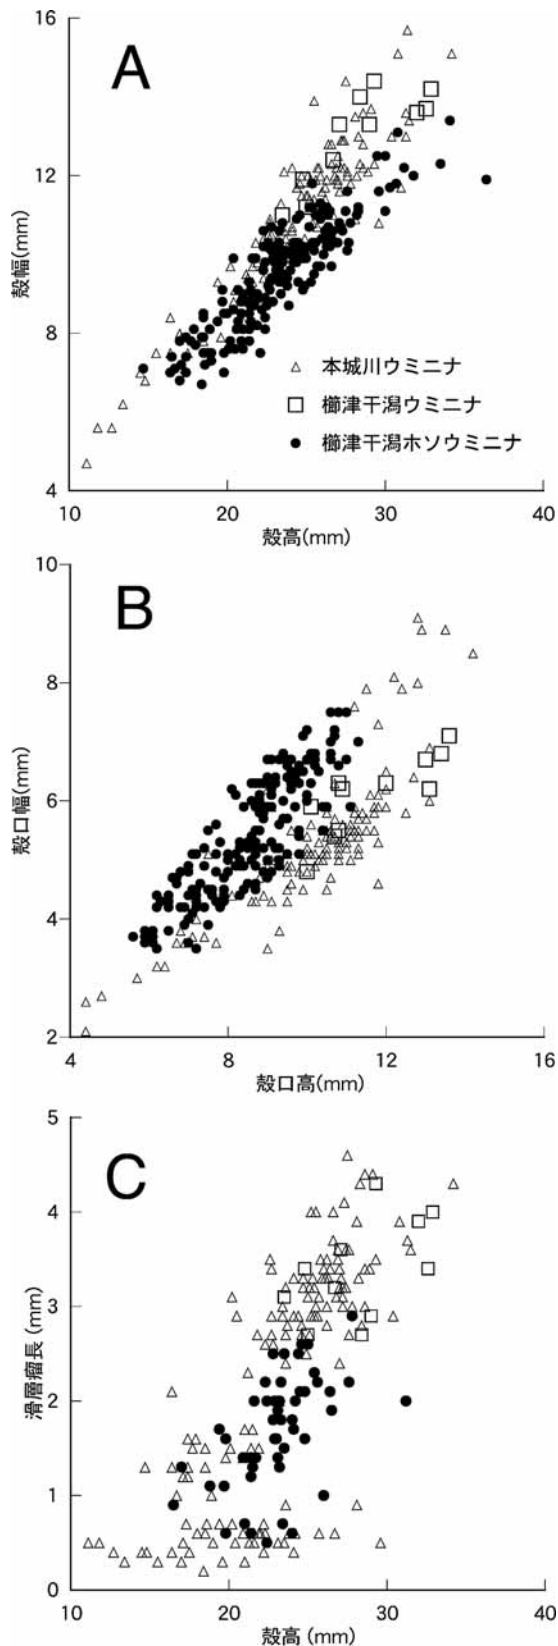 A
16
12
8
4
殻幅(mm)
△ 本城川ウミニナ
□ 櫛津干潟ウミニナ
● 櫛津干潟ホソウミニナ
10 20 30 40
殻高(mm)
B
10
8
6
4
2
殻口幅(mm)
4 8 12 16
殻口高(mm)
C
5
4
3
2
1
0
滑層瘤長(mm)
10 20 30 40
殻高(mm)